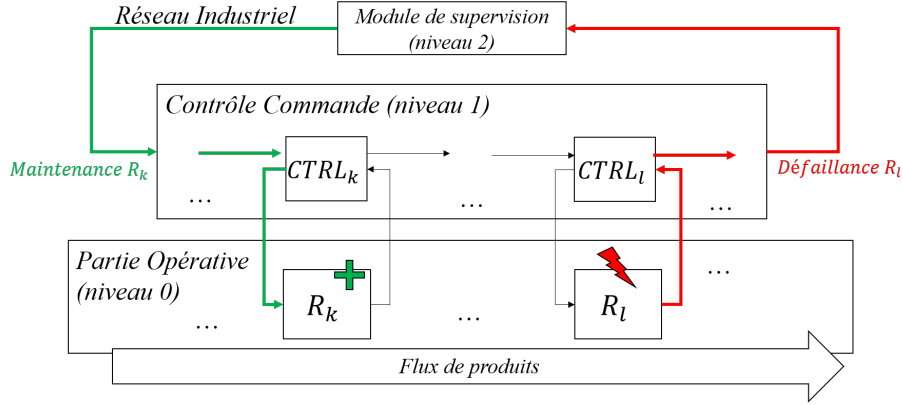 Réseau Industriel
Module de supervision
(niveau 2)
Contrôle Commande (niveau 1)
Maintenance R_k
CTRL_k
CTRL_l
Défaillance R_l
...
...
...
Partie Opérative
(niveau 0)
...
R_k
R_l
...
...
Flux de produits